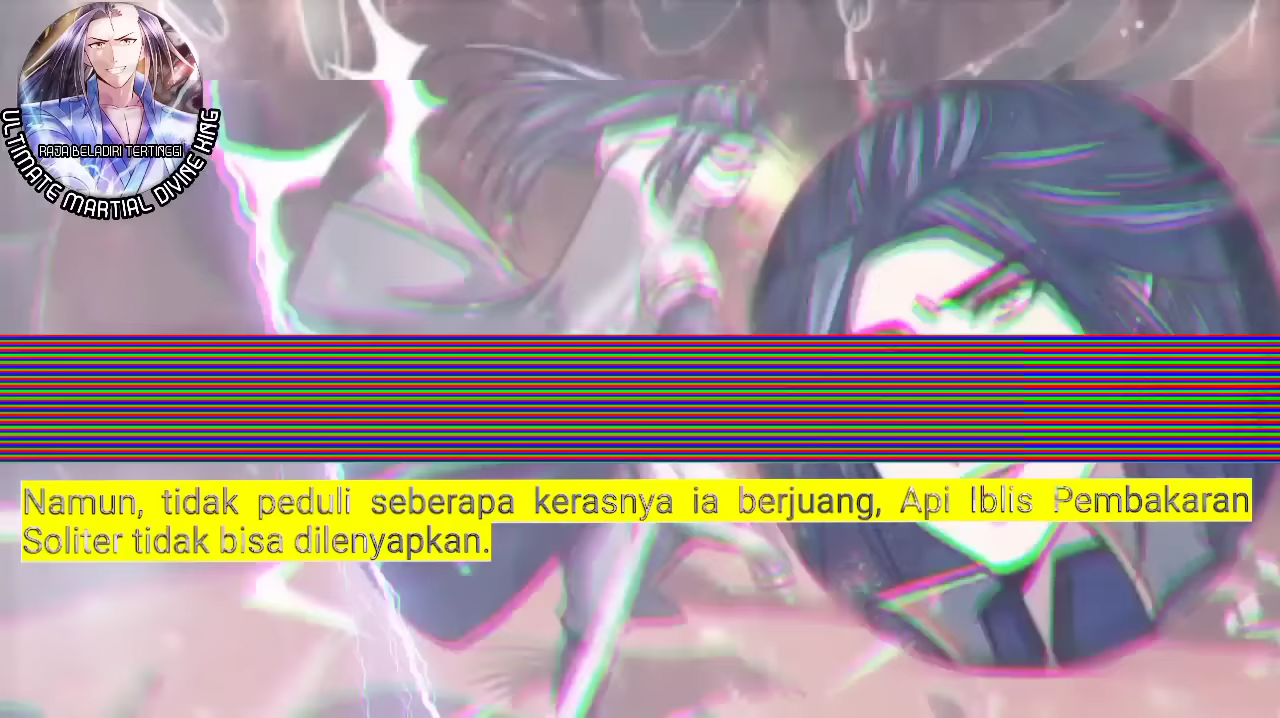 RAJA BELADIRI TERTINGGI
ULTIMATE MARTIAL DIVINE KING
Namun, tidak peduli seberapa kerasnya ia berjuang, Api Iblis Pembakaran
Soliter tidak bisa dilenyapkan.